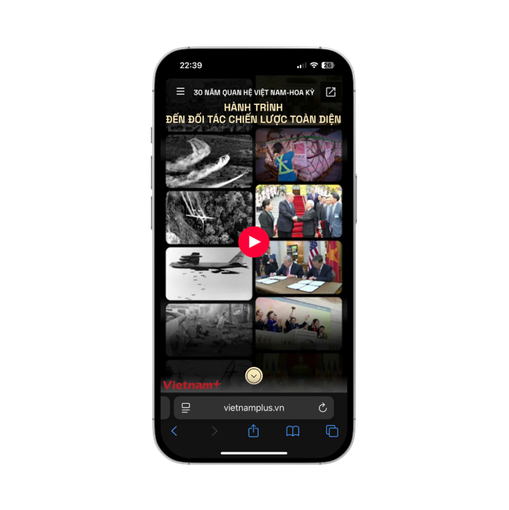 22:39
28
30 NĂM QUAN HỆ VIỆT NAM-HOA KỲ
HÀNH TRÌNH
ĐẾN ĐỐI TÁC CHIẾN LƯỢC TOÀN DIỆN
Vietnam+
vietnamplus.vn